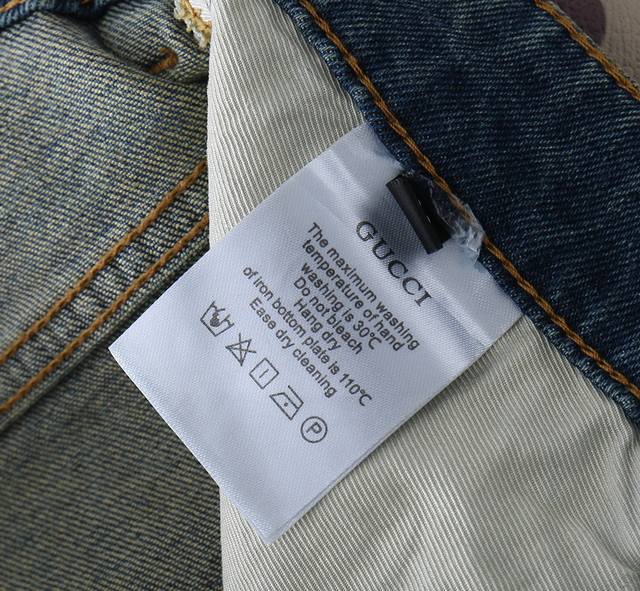 GUCCI
The maximum washing
temperature of hand
washing is 30℃
Do not bleach
Hang dry
of iron bottom plate is 110℃
Ease dry cleaning
P